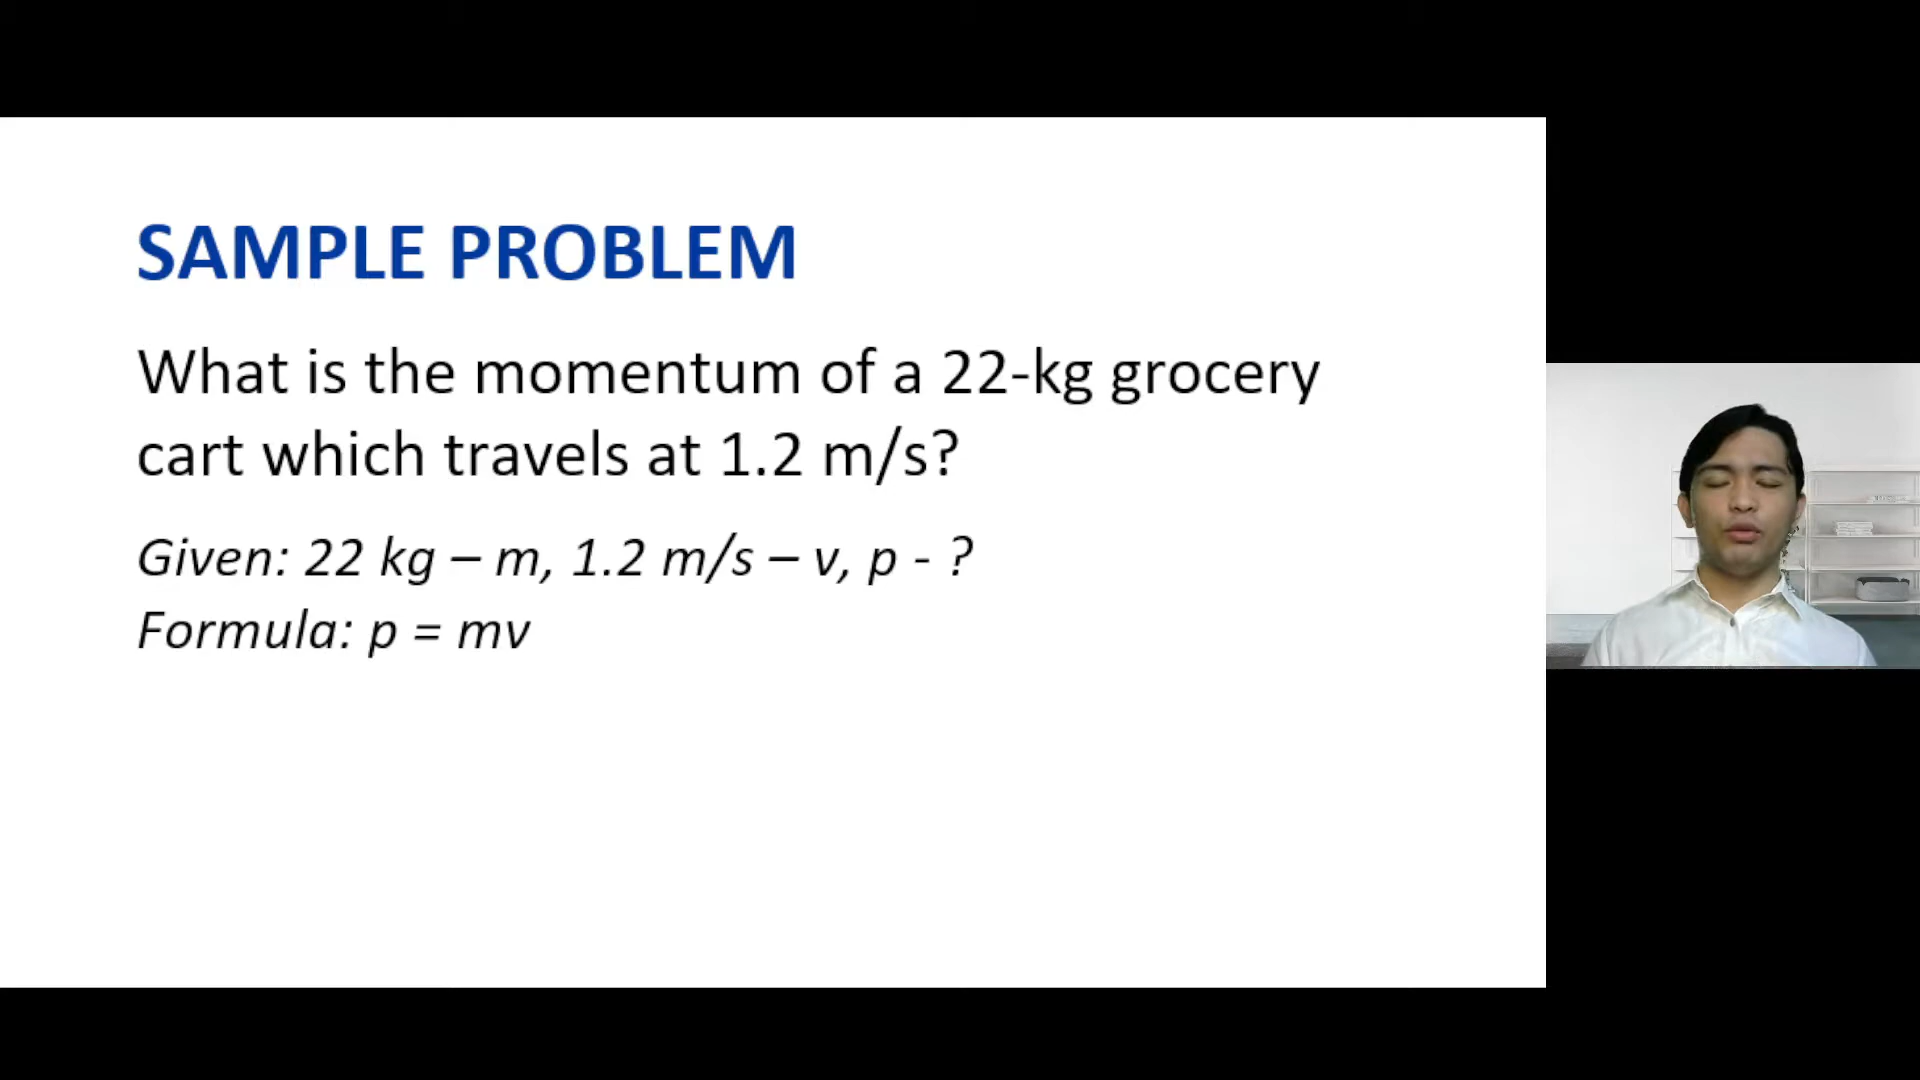 SAMPLE PROBLEM
What is the momentum of a 22-kg grocery
cart which travels at 1.2 m/s?
Given: 22 kg – m, 1.2 m/s – v, p - ?
Formula: p = mv